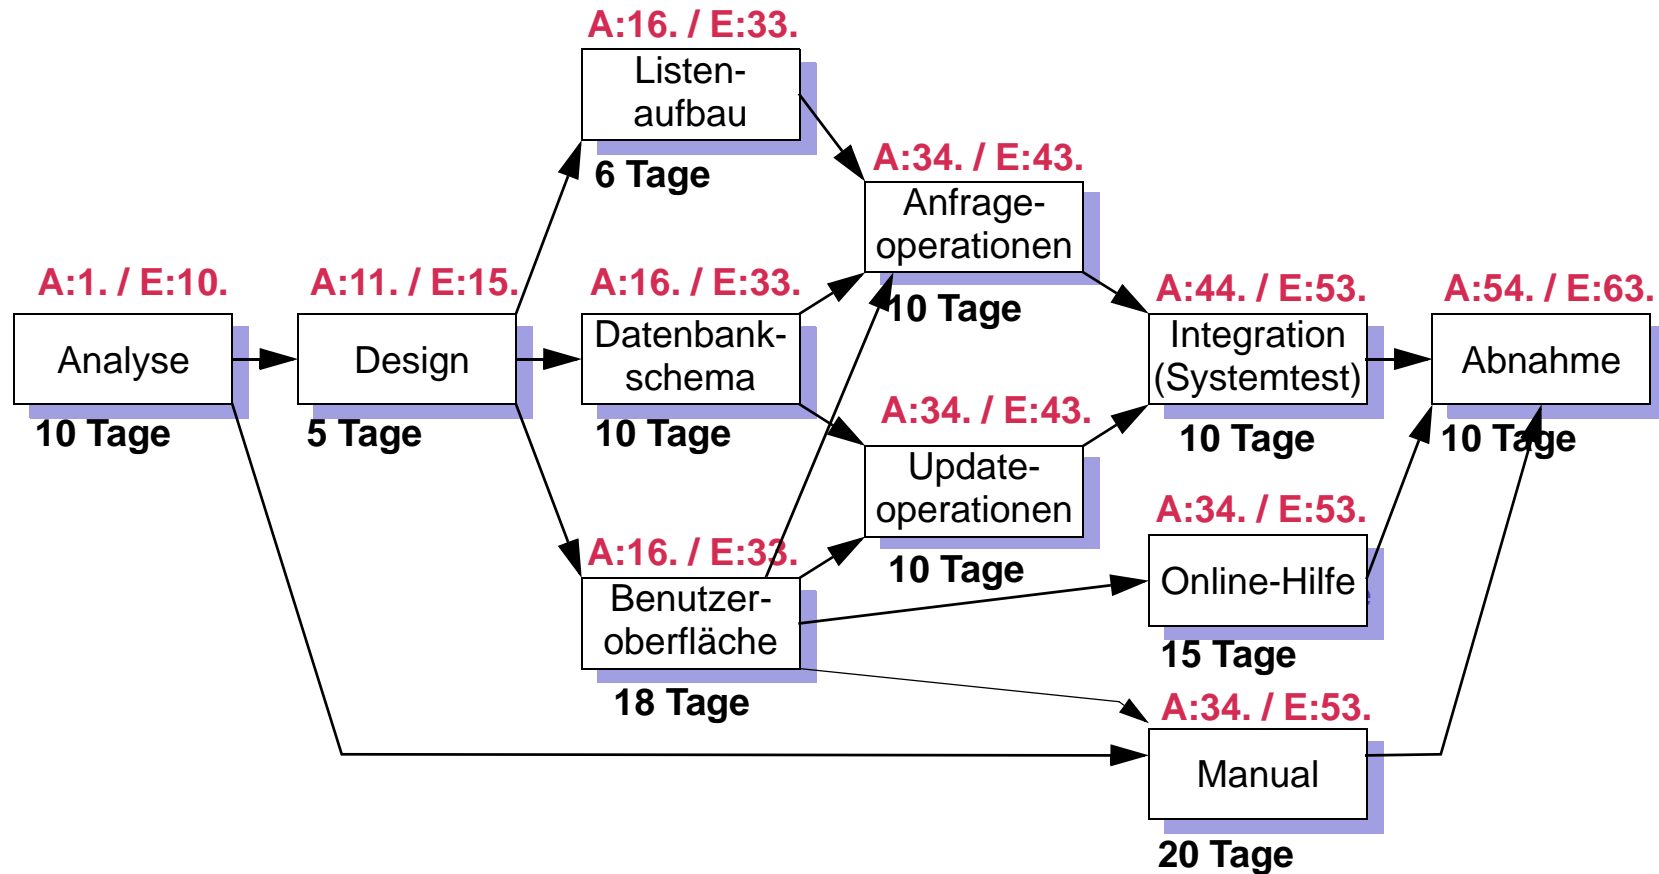 A:16. / E:33.
Listen-
aufbau
6 Tage
A:34. / E:43.
Anfrage-
operationen
10 Tage
A:1. / E:10.
Analyse
10 Tage
A:11. / E:15.
Design
5 Tage
A:16. / E:33.
Datenbank-
schema
10 Tage
A:44. / E:53.
Integration
(Systemtest)
10 Tage
A:54. / E:63.
Abnahme
10 Tage
A:34. / E:43.
Update-
operationen
10 Tage
A:16. / E:33.
Benutzer-
oberfläche
18 Tage
A:34. / E:53.
Online-Hilfe
15 Tage
A:34. / E:53.
Manual
20 Tage